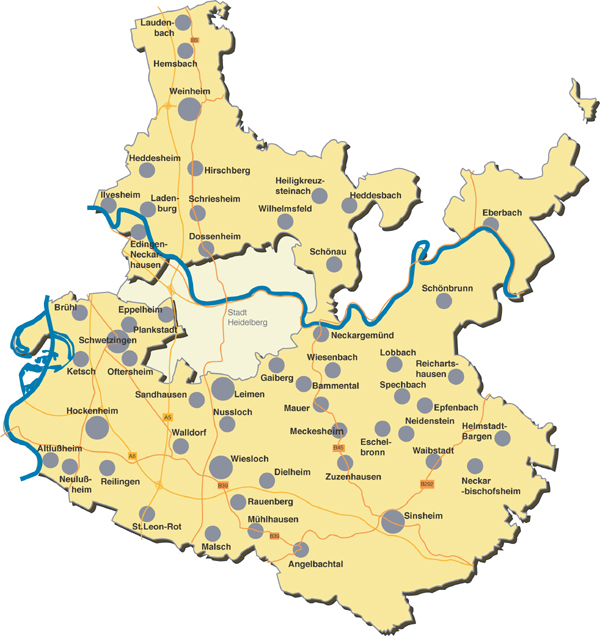 Lauden-
bach
B3
Hemsbach
Weinheim
Heddesheim
Hirschberg
Heiligkreuz-
steinach
Heddesbach
Ilvesheim
Laden-
burg
Schriesheim
Wilhelmsfeld
Eberbach
Edingen-
Neckar
hausen
Dossenheim
Schönau
Schönbrunn
Brühl
Eppelheim
Plankstadt
Stadt
Heidelberg
Schwetzingen
Neckargemünd
Ketsch
Oftersheim
Wiesenbach
Lobbach
Reicharts-
hausen
Gaiberg
Bammental
Spechbach
Sandhausen
Leimen
Mauer
Epfenbach
Hockenheim
A5
Nussloch
Neidenstein
Helmstadt-
Bargen
Meckesheim
Walldorf
Eschel-
bronn
B45
Waibstadt
Altlußheim
A6
Wiesloch
Zuzenhausen
Neckar
-bischofsheim
Neuluß-
heim
Reilingen
Dielheim
B39
B292
Rauenberg
St.Leon-Rot
Mühlhausen
Sinsheim
B39
Malsch
Angelbachtal